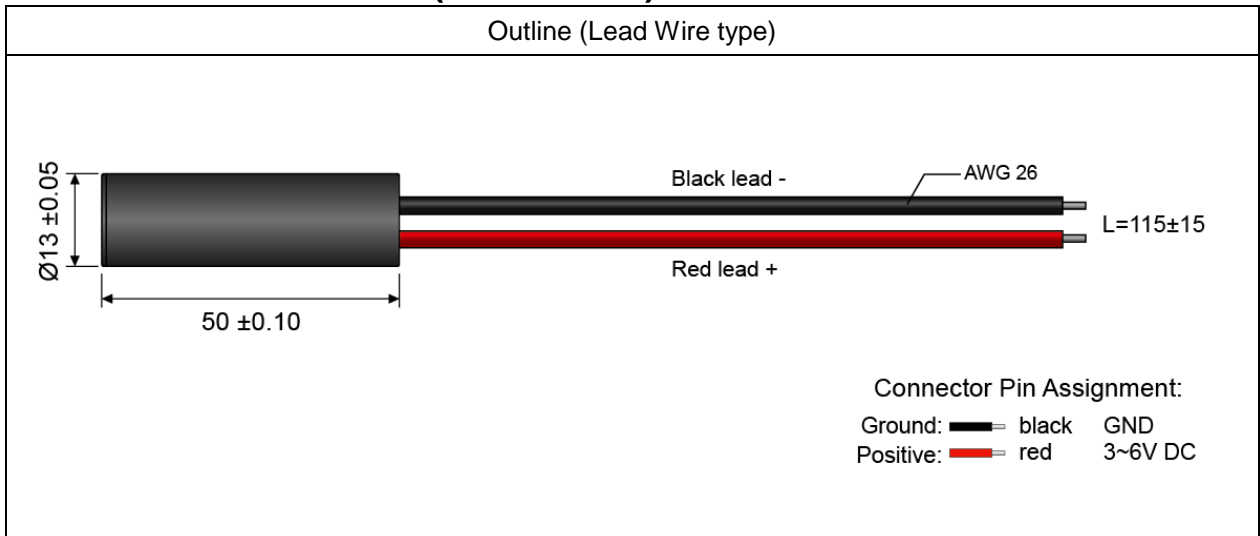 Outline (Lead Wire type)
Black lead -
AWG 26
Ø13 ±0.05
L=115±15
Red lead +
50 ±0.10
Connector Pin Assignment:
Ground: black GND
Positive: red 3~6V DC